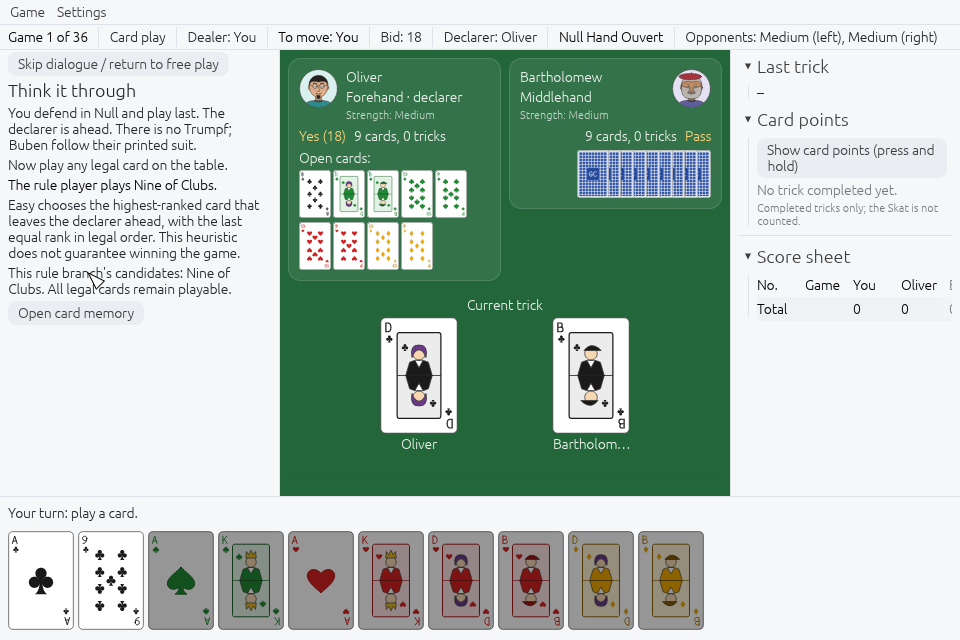 Game Settings
Game 1 of 36 Card play Dealer: You To move: You Bid: 18 Declarer: Oliver Null Hand Ouvert Opponents: Medium (left), Medium (right)
Skip dialogue / return to free play
Think it through
You defend in Null and play last. The
declarer is ahead. There is no Trumpf;
Buben follow their printed suit.
Now play any legal card on the table.
The rule player plays Nine of Clubs.
Easy chooses the highest-ranked card that
leaves the declarer ahead, with the last
equal rank in legal order. This heuristic
does not guarantee winning the game.
This rule branch's candidates: Nine of
Clubs. All legal cards remain playable.
Open card memory
Oliver
Forehand · declarer
Strength: Medium
Yes (18) 9 cards, 0 tricks
Open cards:
Bartholomew
Middlehand
Strength: Medium
9 cards, 0 tricks Pass
GC
Current trick
D
D
B
B
Oliver
Bartholom…
Last trick
–
Card points
Show card points (press and
hold)
No trick completed yet.
Completed tricks only; the Skat is not
counted.
Score sheet
No. Game You Oliver
Total 0 0
Your turn: play a card.
A 9 A K A K D B D B
A 9 A K A K D B D B